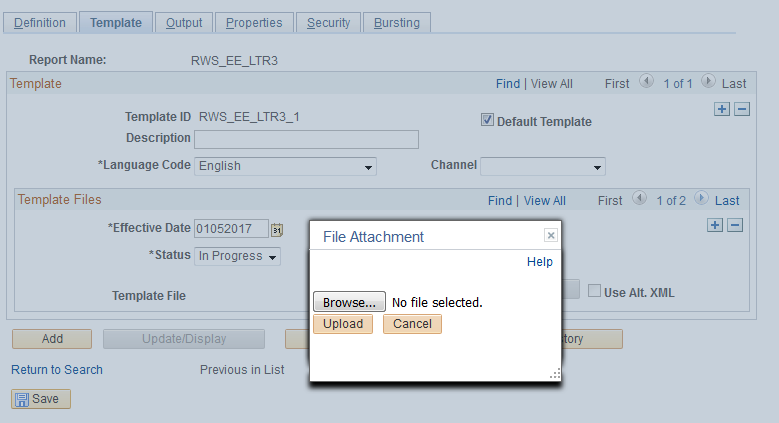 Definition Template Output Properties Security Bursting
Report Name: RWS_EE_LTR3
Template Find | View All First 1 of 1 Last
Template ID RWS_EE_LTR3_1 Default Template
Description
*Language Code English Channel
Template Files Find | View All First 1 of 2 Last
*Effective Date 01052017 31
*Status In Progress
Template File Use Alt. XML
File Attachment
Help
Browse... No file selected.
Upload Cancel
Add Update/Display
Return to Search Previous in List
Save